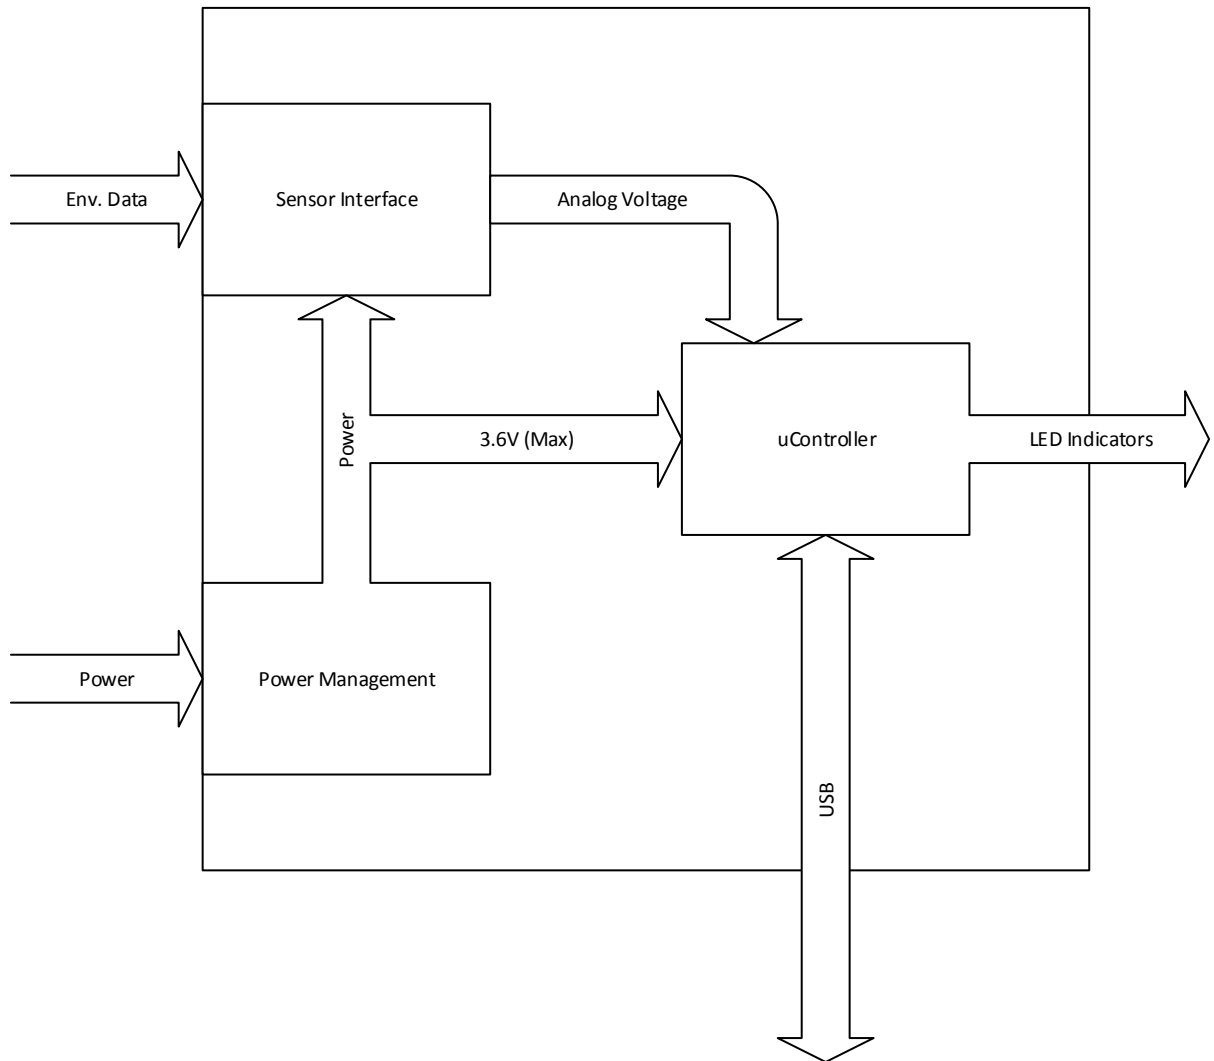 Env. Data
Sensor Interface
Analog Voltage
Power
3.6V (Max)
uController
LED Indicators
Power
Power Management
USB